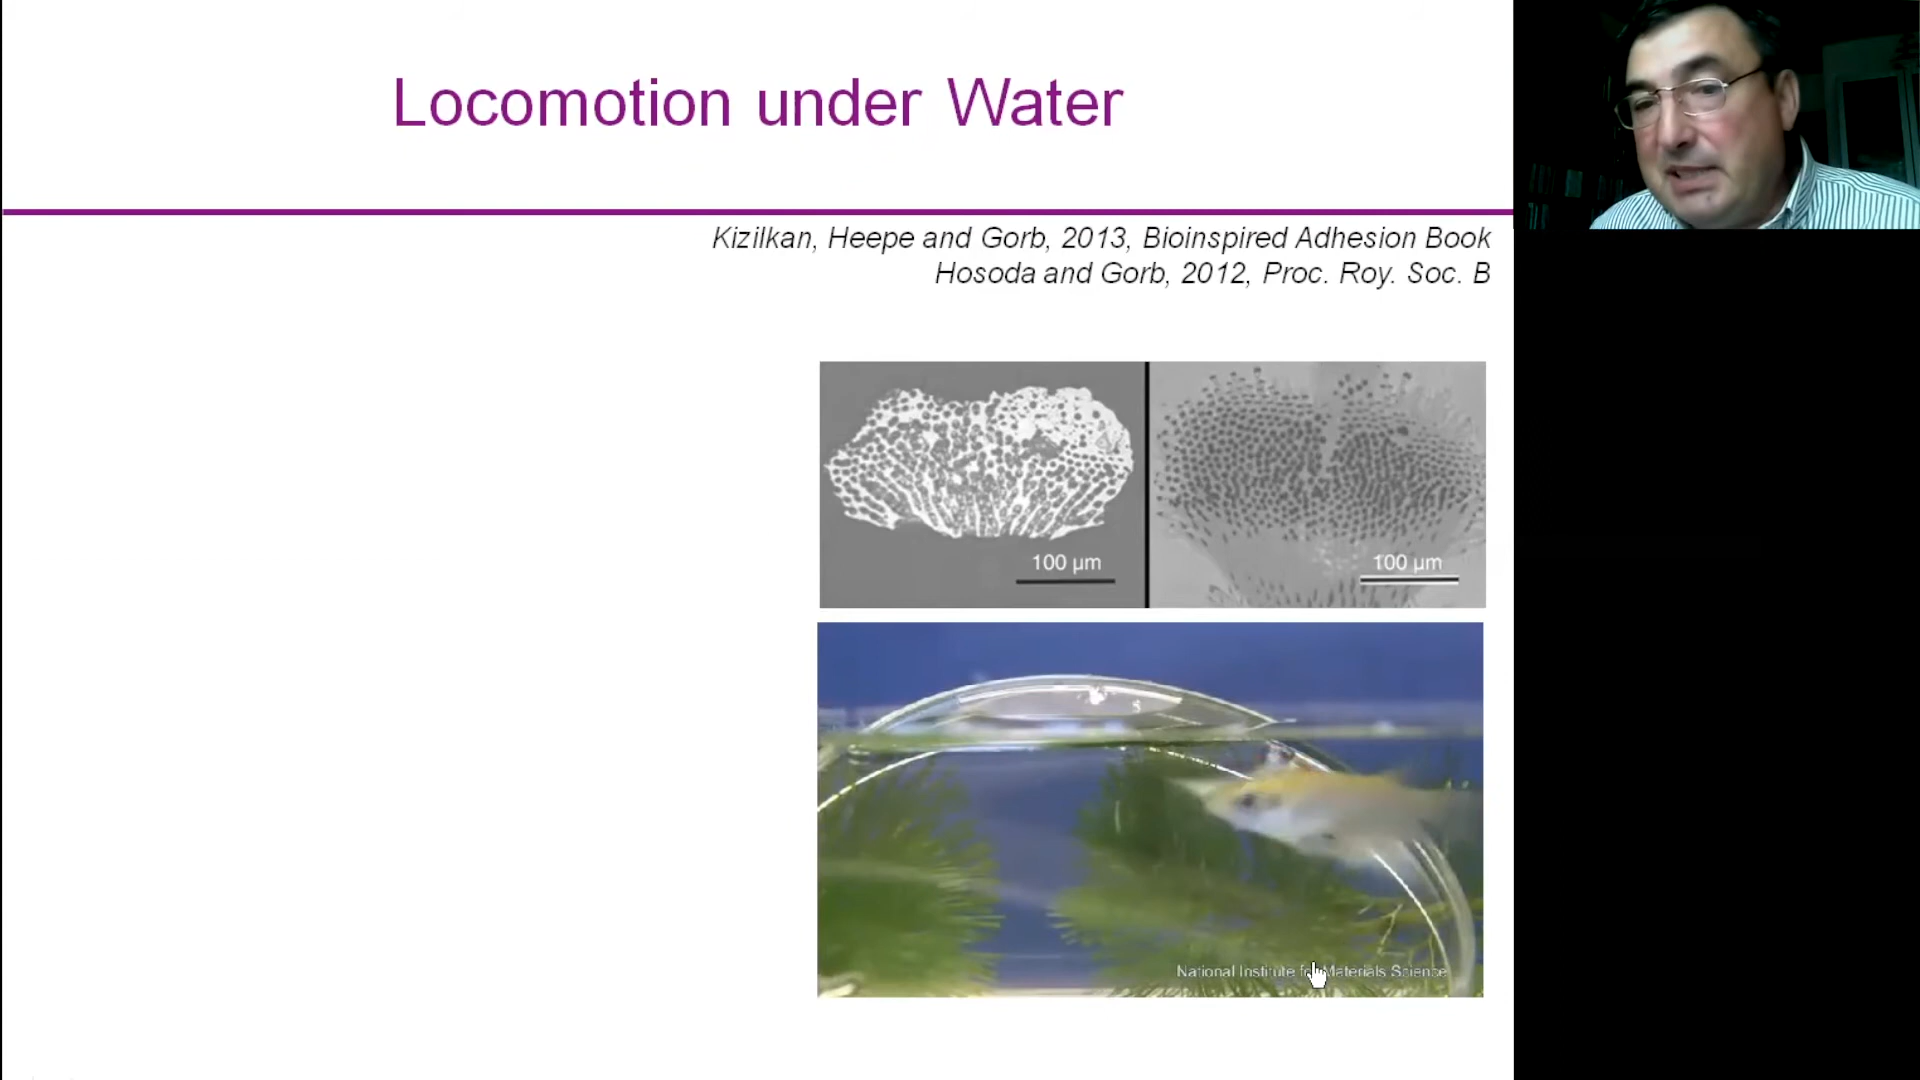 Locomotion under Water
Kizilkan, Heepe and Gorb, 2013, Bioinspired Adhesion Book
Hosoda and Gorb, 2012, Proc. Roy. Soc. B
100 µm
100 µm
National Institute for Materials Science